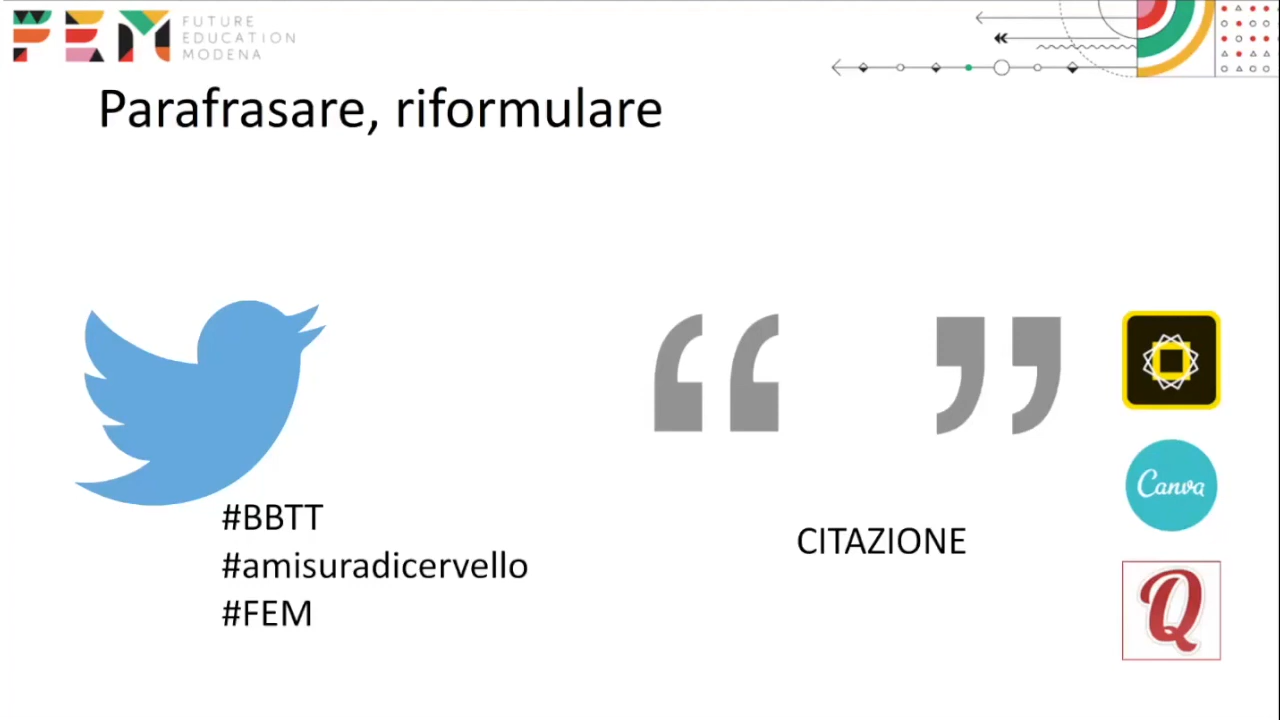 FEM FUTURE
EDUCATION
MODENA
Parafrasare, riformulare
“ ”
#BBTT
#amisuradicervello
#FEM
CITAZIONE
Canva
Q